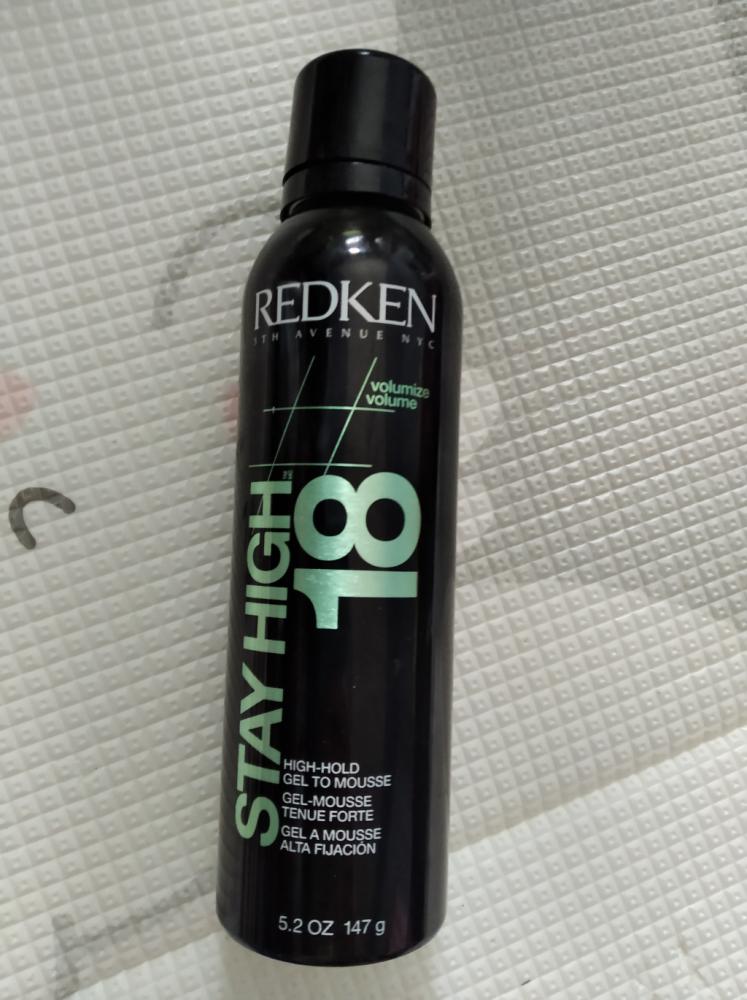 REDKEN
5TH AVENUE NYC
volumize
volume
STAY HIGH
18
HIGH-HOLD
GEL TO MOUSSE
GEL-MOUSSE
TENUE FORTE
GEL A MOUSSE
ALTA FIJACIÓN
5.2 OZ 147 g